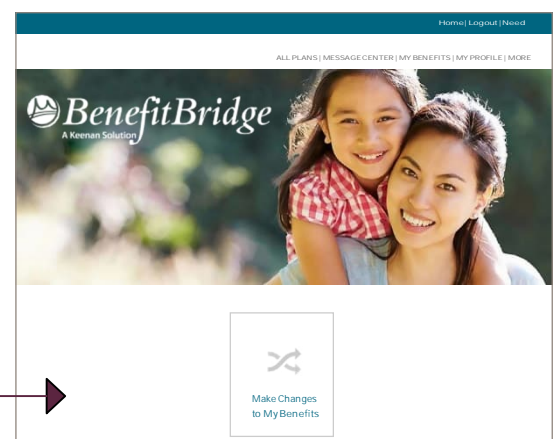 Home | Logout | Need
ALL PLANS | MESSAGE CENTER | MY BENEFITS | MY PROFILE | MORE
BenefitBridge
A Keenan Solution
Make Changes
to My Benefits